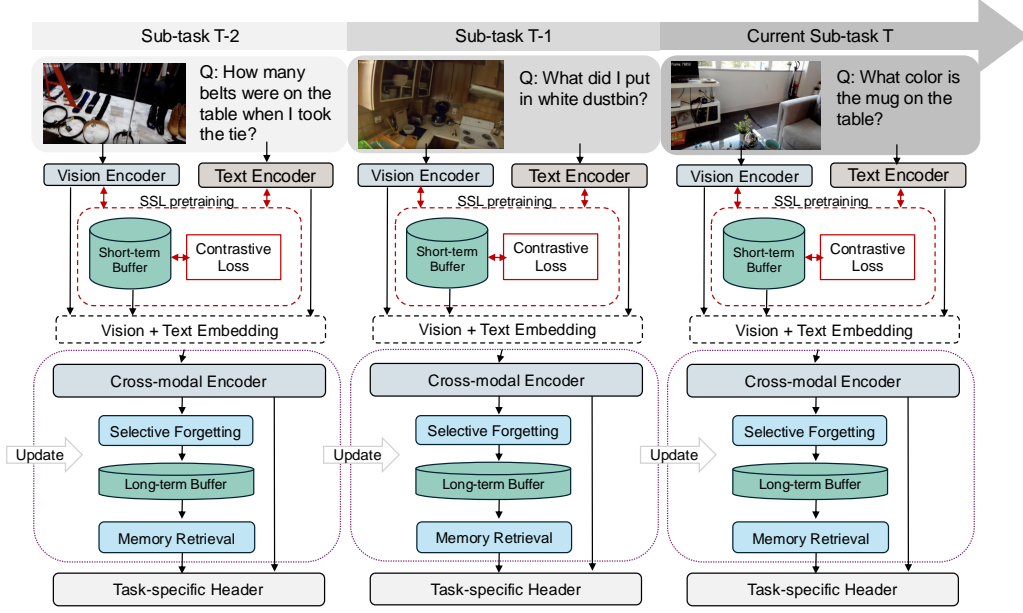 Sub-task T-2
Sub-task T-1
Current Sub-task T
Q: How many
belts were on the
table when I took
the tie?
Q: What did I put
in white dustbin?
Q: What color is
the mug on the
table?
Vision Encoder
Text Encoder
Vision Encoder
Text Encoder
Vision Encoder
Text Encoder
SSL pretraining
SSL pretraining
SSL pretraining
Short-term
Buffer
Contrastive
Loss
Short-term
Buffer
Contrastive
Loss
Short-term
Buffer
Contrastive
Loss
Vision + Text Embedding
Vision + Text Embedding
Vision + Text Embedding
Cross-modal Encoder
Cross-modal Encoder
Cross-modal Encoder
Selective Forgetting
Selective Forgetting
Selective Forgetting
Update
Update
Update
Long-term Buffer
Long-term Buffer
Long-term Buffer
Memory Retrieval
Memory Retrieval
Memory Retrieval
Task-specific Header
Task-specific Header
Task-specific Header